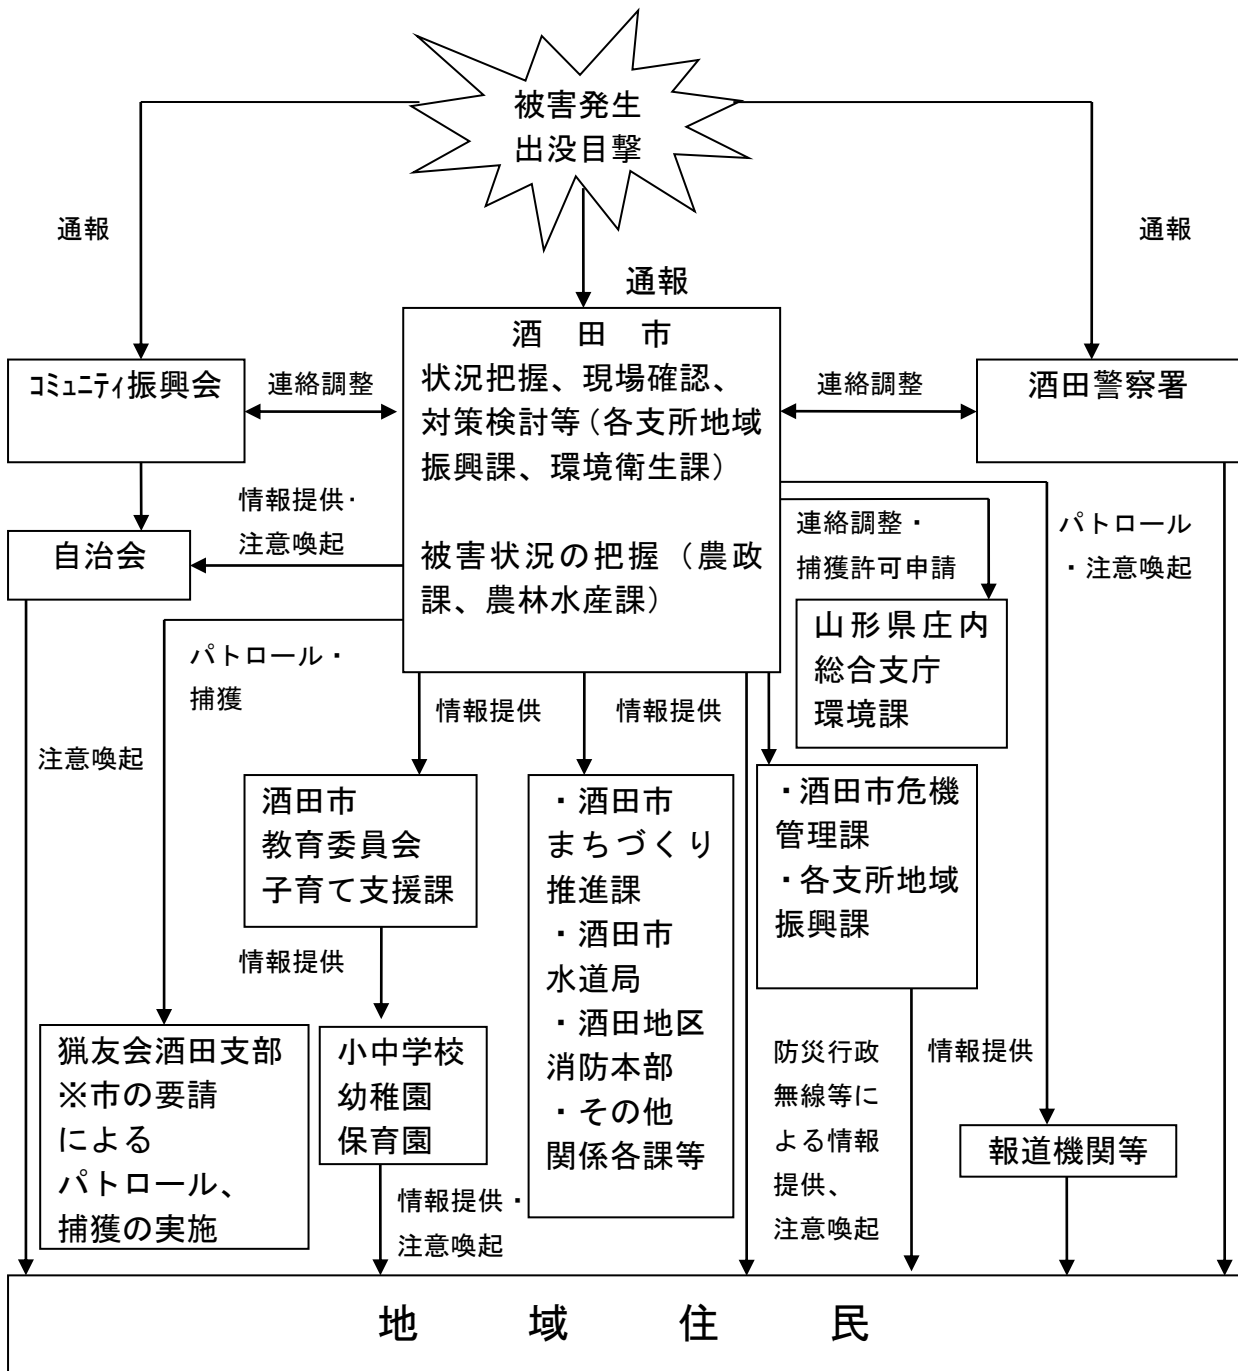 被害発生
出没目撃
通報
通報
通報
酒田市
状況把握、現場確認、
対策検討等（各支所地域
振興課、環境衛生課）
被害状況の把握（農政
課、農林水産課）
ｺﾐｭﾆﾃｨ振興会
連絡調整
連絡調整
酒田警察署
情報提供・
注意喚起
自治会
連絡調整・
捕獲許可申請
パトロール
・注意喚起
山形県庄内
総合支庁
環境課
パトロール・
捕獲
情報提供
情報提供
注意喚起
酒田市
教育委員会
子育て支援課
・酒田市
まちづくり
推進課
・酒田市
水道局
・酒田地区
消防本部
・その他
関係各課等
・酒田市危機
管理課
・各支所地域
振興課
情報提供
猟友会酒田支部
※市の要請
による
パトロール、
捕獲の実施
小中学校
幼稚園
保育園
防災行政
無線等に
よる情報
提供、
注意喚起
情報提供
報道機関等
情報提供・
注意喚起
地域住民